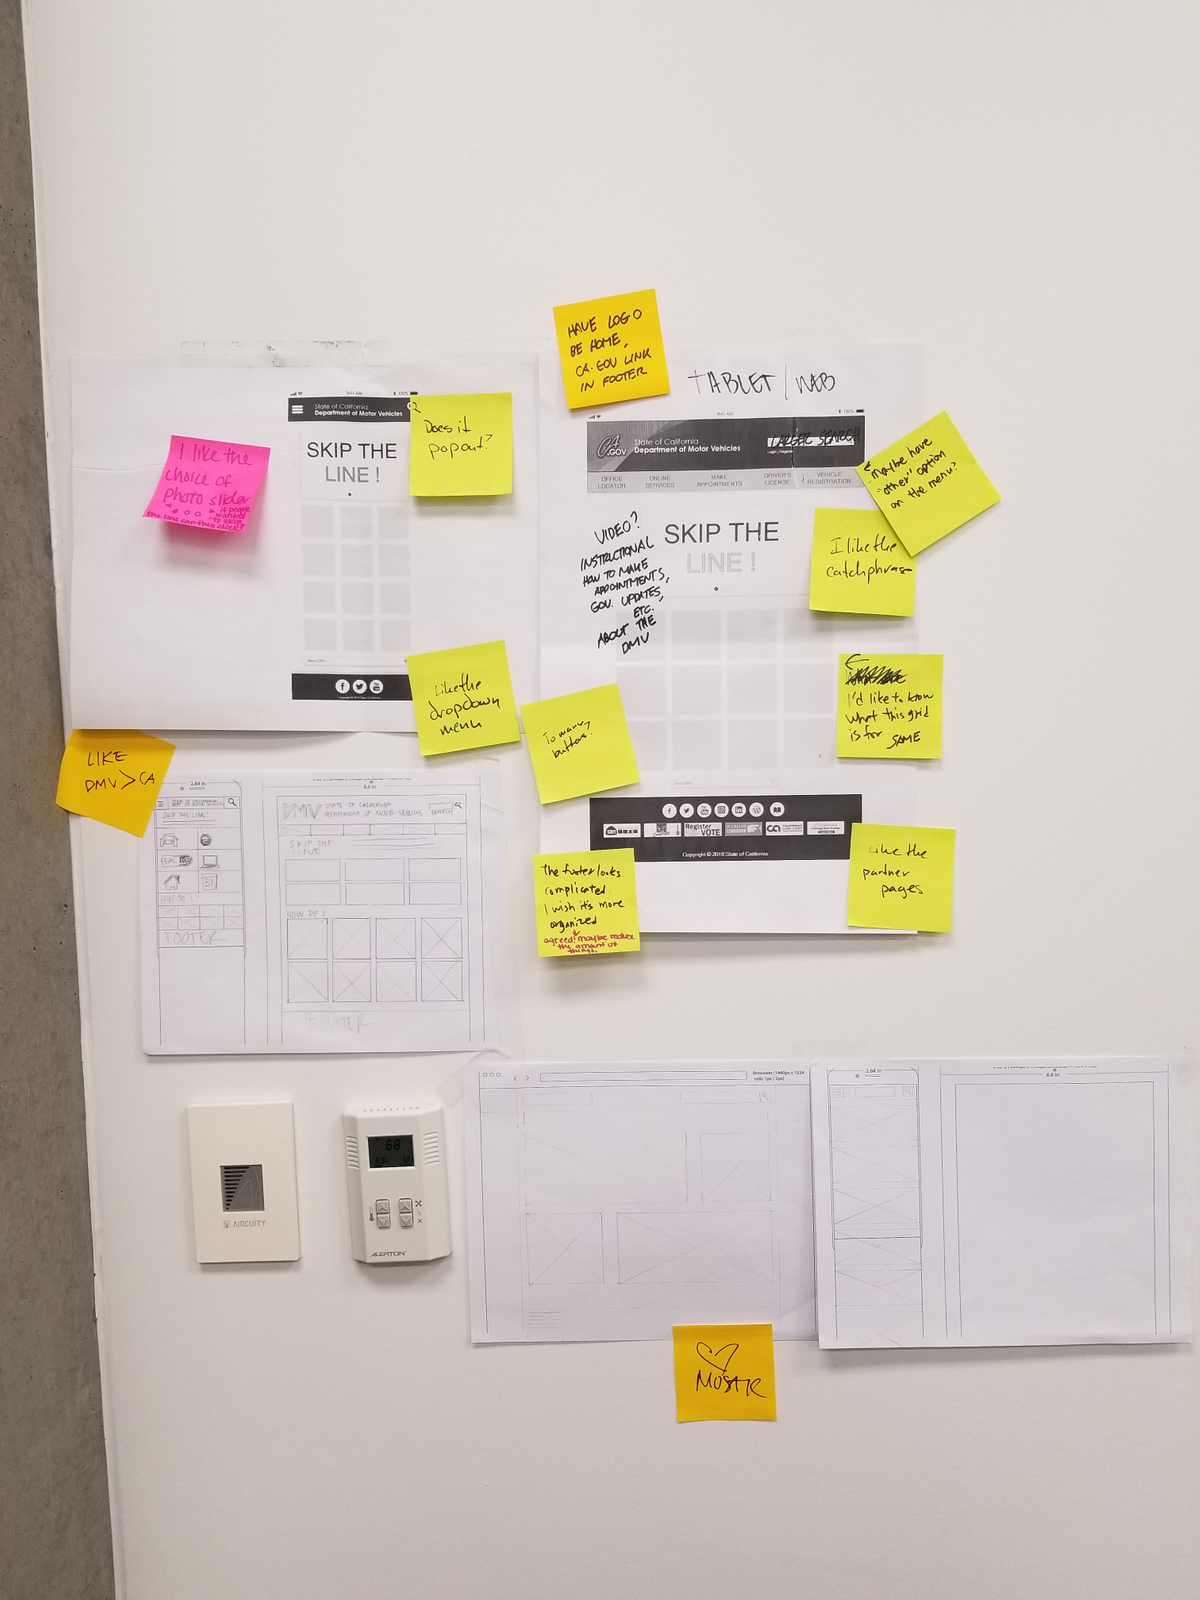 HAVE LOGO
BE HOME,
CA.GOV LINK
IN FOOTER
TABLET/WEB
9:41 AM
100%
State of California
Department of Motor Vehicles
SKIP THE
LINE !
Does it
popout?
I like the
choice of
photo slider
if people
wanted
to skip
the line can they click?
Like the
dropdown
menu
9:41 AM
CA
.GOV
State of California
Department of Motor Vehicles
LARGER SEARCH
Login | Register
OFFICE
LOCATOR
ONLINE
SERVICES
MAKE
APPOINTMENTS
DRIVER'S
LICENSE
VEHICLE
REGISTRATION
maybe have
"other" option
on the menu?
VIDEO?
INSTRUCTIONAL
HOW TO MAKE
APPOINTMENTS,
GOV. UPDATES,
ETC.
ABOUT THE
DMV
SKIP THE
LINE !
I like the
catchphrase
I'd like to know
what this grid
is for SAME
To many
buttons?
Register
VOTE
CA
Copyright © 2018 State of California
the footer looks
complicated.
I wish it's more
organized
agreed! maybe reduce
the amount of
things.
Like the
partner
pages
LIKE
DMV > CA
2.64 in
6.6 in
SKIP THE LINE!
REAL ID
31
HOW DO I
FOOTER
DMV STATE OF CALIFORNIA
DEPARTMENT OF MOTOR VEHICLES
SEARCH
SKIP THE
LINE
HOW DO I
FOOTER
AIRCUITY
68
ALERTON
Browser (1440px x 1024
2.64 in
6.6 in
MOSAIC